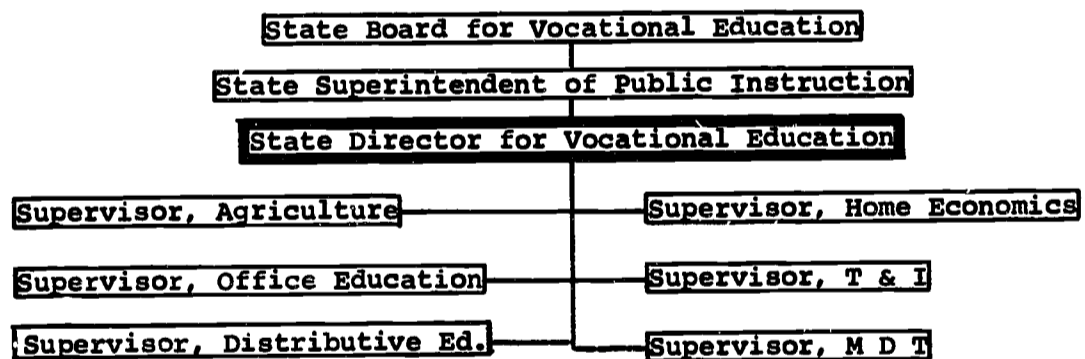 State Board for Vocational Education
State Superintendent of Public Instruction
State Director for Vocational Education
Supervisor, Agriculture
Supervisor, Home Economics
Supervisor, Office Education
Supervisor, T & I
Supervisor, Distributive Ed.
Supervisor, M D T